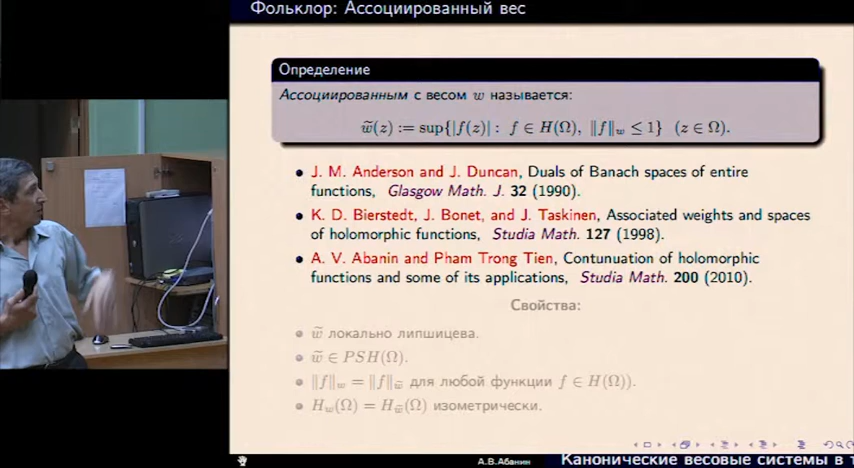 Фольклор: Ассоциированный вес
Определение
Ассоциированным с весом w называется:
w̃(z) := sup{|f(z)| : f ∈ H(Ω), ‖f‖_w ≤ 1} (z ∈ Ω).
• J. M. Anderson and J. Duncan, Duals of Banach spaces of entire
functions, Glasgow Math. J. 32 (1990).
• K. D. Bierstedt, J. Bonet, and J. Taskinen, Associated weights and spaces
of holomorphic functions, Studia Math. 127 (1998).
• A. V. Abanin and Pham Trong Tien, Contunuation of holomorphic
functions and some of its applications, Studia Math. 200 (2010).
Свойства:
• w̃ локально липшицева.
• w̃ ∈ PSH(Ω).
• ‖f‖_w = ‖f‖_w̃ для любой функции f ∈ H(Ω)).
• H_w(Ω) = H_w̃(Ω) изометрически.
А.В.Абанин
Канонические весовые системы в т